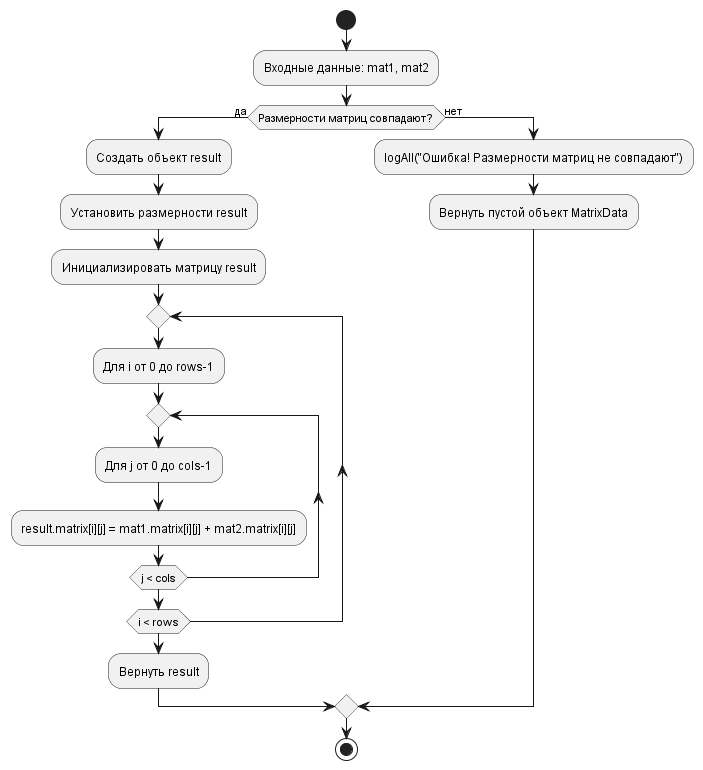 Входные данные: mat1, mat2
да
Размерности матриц совпадают?
нет
Создать объект result
logAll("Ошибка! Размерности матриц не совпадают")
Установить размерности result
Вернуть пустой объект MatrixData
Инициализировать матрицу result
Для i от 0 до rows-1
Для j от 0 до cols-1
result.matrix[i][j] = mat1.matrix[i][j] + mat2.matrix[i][j]
j < cols
i < rows
Вернуть result